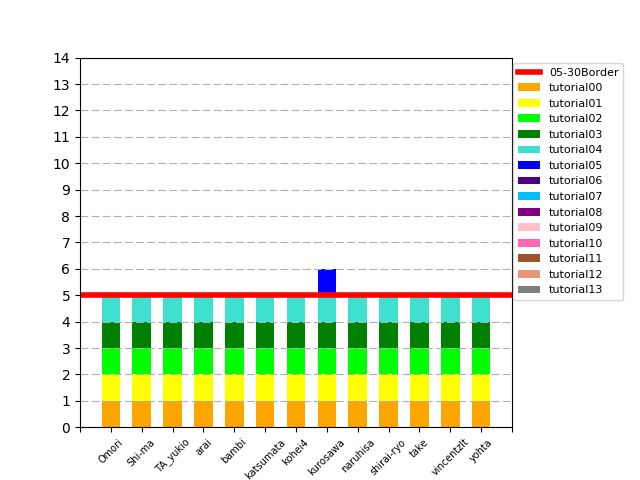 14
13
12
11
10
9
8
7
6
5
4
3
2
1
0
Omori
Shi-ma
TA_yukio
arai
bambi
katsumata
kohei4
kurosawa
naruhisa
shirai-ryo
take
vincentzlt
yohta
05-30Border
tutorial00
tutorial01
tutorial02
tutorial03
tutorial04
tutorial05
tutorial06
tutorial07
tutorial08
tutorial09
tutorial10
tutorial11
tutorial12
tutorial13